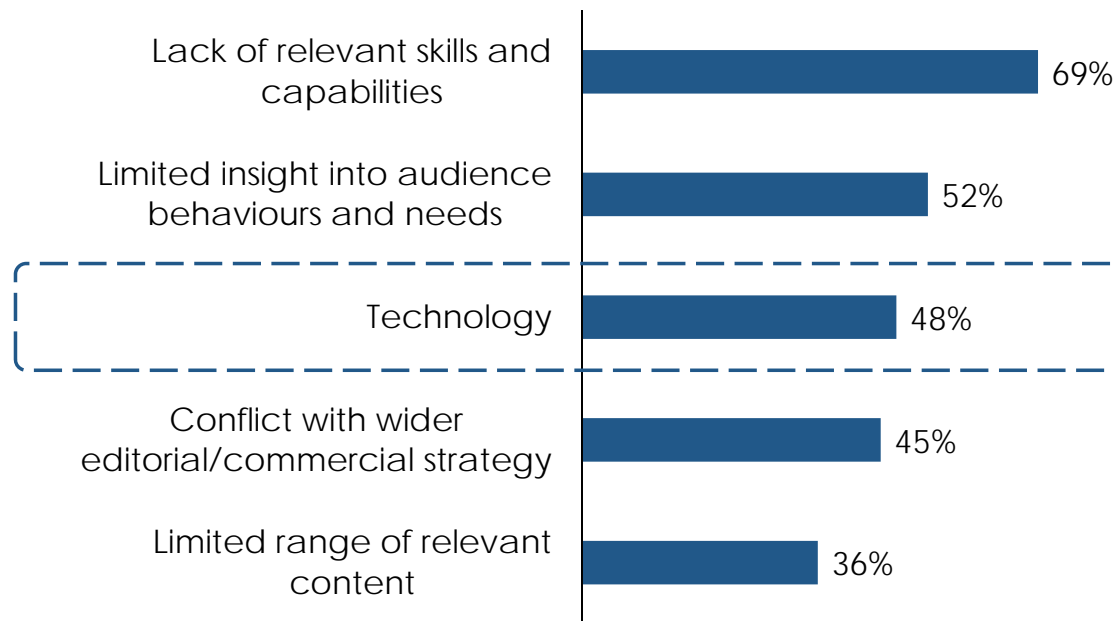 Lack of relevant skills and
capabilities
69%
Limited insight into audience
behaviours and needs
52%
Technology
48%
Conflict with wider
editorial/commercial strategy
45%
Limited range of relevant
content
36%